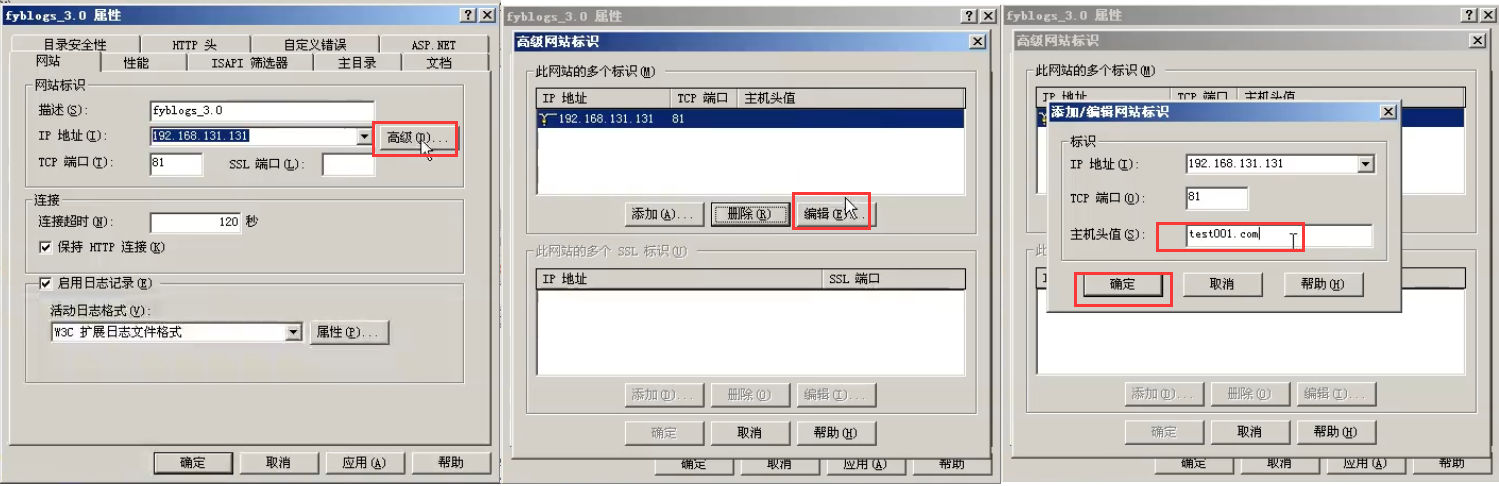 fyblogs_3.0 属性
目录安全性 HTTP 头 自定义错误 ASP.NET
网站 性能 ISAPI 筛选器 主目录 文档
网站标识
描述(S): fyblogs_3.0
IP 地址(I): 192.168.131.131 高级(D)...
TCP 端口(T): 81 SSL 端口(L):
连接
连接超时(N): 120 秒
保持 HTTP 连接(K)
启用日志记录(E)
活动日志格式(V):
W3C 扩展日志文件格式 属性(P)...
确定 取消 应用(A) 帮助
fyblogs_3.0 属性
高级网站标识
此网站的多个标识(M)
IP 地址 TCP 端口 主机头值
192.168.131.131 81
添加(A)... 删除(R) 编辑(E)...
此网站的多个 SSL 标识(U)
IP 地址 SSL 端口
添加(D)... 删除(O) 编辑(I)...
确定 取消 帮助(H)
确定 取消 应用(A) 帮助
fyblogs_3.0 属性
高级网站标识
此网站的多个标识(M)
IP 地址 TCP 端口 主机头值
添加/编辑网站标识
标识
IP 地址(I): 192.168.131.131
TCP 端口(O): 81
主机头值(S): test001.com
确定 取消 帮助(H)
添加(D)... 删除(O) 编辑(I)...
确定 取消 帮助(H)
确定 取消 应用(A) 帮助